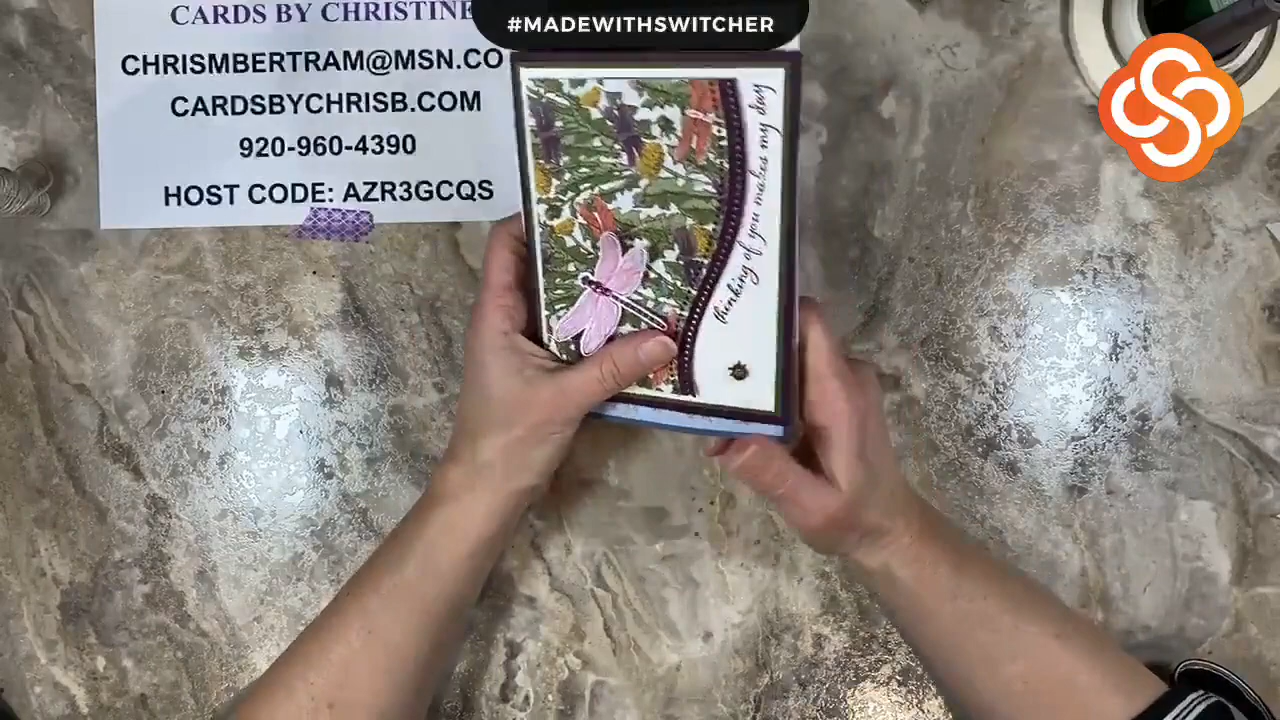 CARDS BY CHRISTINE
#MADEWITHSWITCHER
CHRISMBERTRAM@MSN.CO
CARDSBYCHRISB.COM
920-960-4390
HOST CODE: AZR3GCQS
thinking of you makes my day